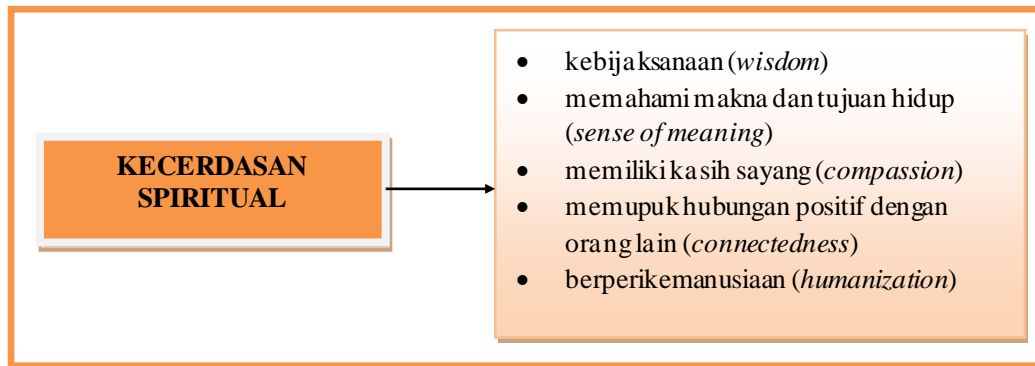 KECERDASAN
SPIRITUAL
• kebijaksanaan (wisdom)
• memahami makna dan tujuan hidup
(sense of meaning)
• memiliki kasih sayang (compassion)
• memupuk hubungan positif dengan
orang lain (connectedness)
• berperikemanusiaan (humanization)